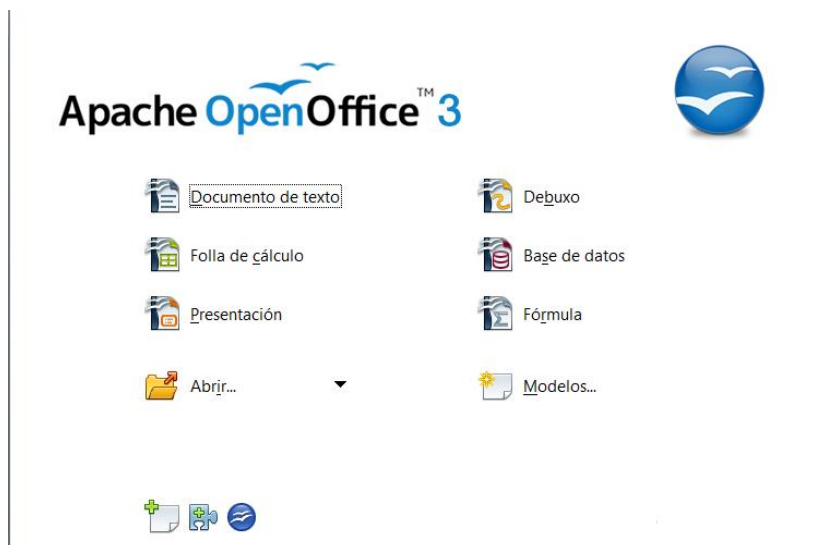 Apache OpenOffice™ 3
Documento de texto
Debuxo
Folla de cálculo
Base de datos
Presentación
Fórmula
Abrir...
Modelos...